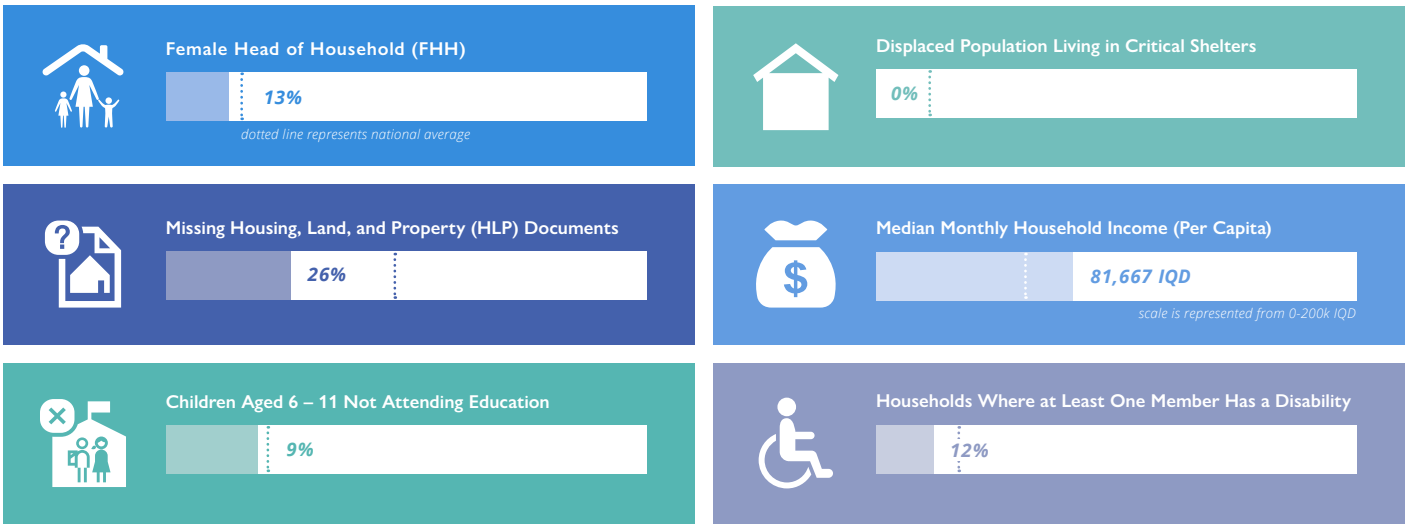 Female Head of Household (FHH)
13%
dotted line represents national average
Displaced Population Living in Critical Shelters
0%
?
Missing Housing, Land, and Property (HLP) Documents
26%
$
Median Monthly Household Income (Per Capita)
81,667 IQD
scale is represented from 0-200k IQD
Children Aged 6 – 11 Not Attending Education
9%
Households Where at Least One Member Has a Disability
12%